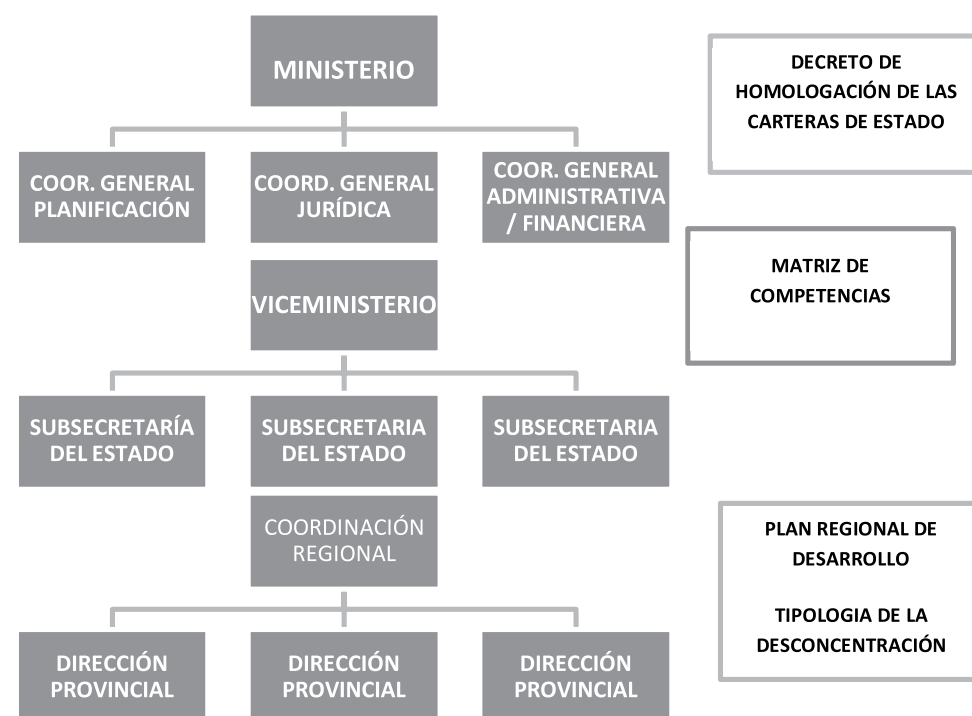 MINISTERIO
COOR. GENERAL
PLANIFICACIÓN
COORD. GENERAL
JURÍDICA
COOR. GENERAL
ADMINISTRATIVA
/ FINANCIERA
VICEMINISTERIO
SUBSECRETARÍA
DEL ESTADO
SUBSECRETARIA
DEL ESTADO
SUBSECRETARIA
DEL ESTADO
COORDINACIÓN
REGIONAL
DIRECCIÓN
PROVINCIAL
DIRECCIÓN
PROVINCIAL
DIRECCIÓN
PROVINCIAL
DECRETO DE
HOMOLOGACIÓN DE LAS
CARTERAS DE ESTADO
MATRIZ DE
COMPETENCIAS
PLAN REGIONAL DE
DESARROLLO
TIPOLOGIA DE LA
DESCONCENTRACIÓN